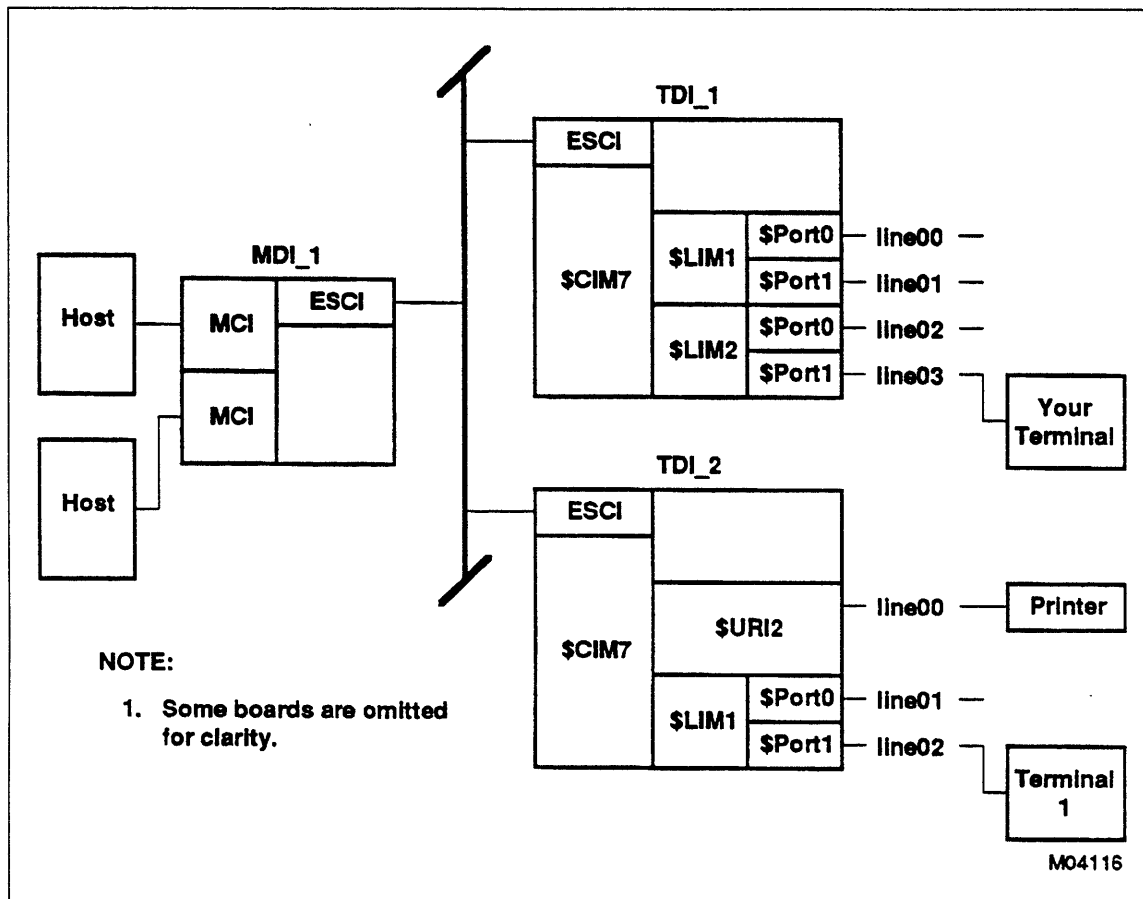 TDI_1
ESCI
$CIM7
$LIM1
$Port0
line00
$Port1
line01
$LIM2
$Port0
line02
$Port1
line03
Your
Terminal
MDI_1
Host
MCI
ESCI
Host
MCI
TDI_2
ESCI
$CIM7
$URI2
line00
Printer
$LIM1
$Port0
line01
$Port1
line02
Terminal
1
NOTE:
1. Some boards are omitted
for clarity.
M04116